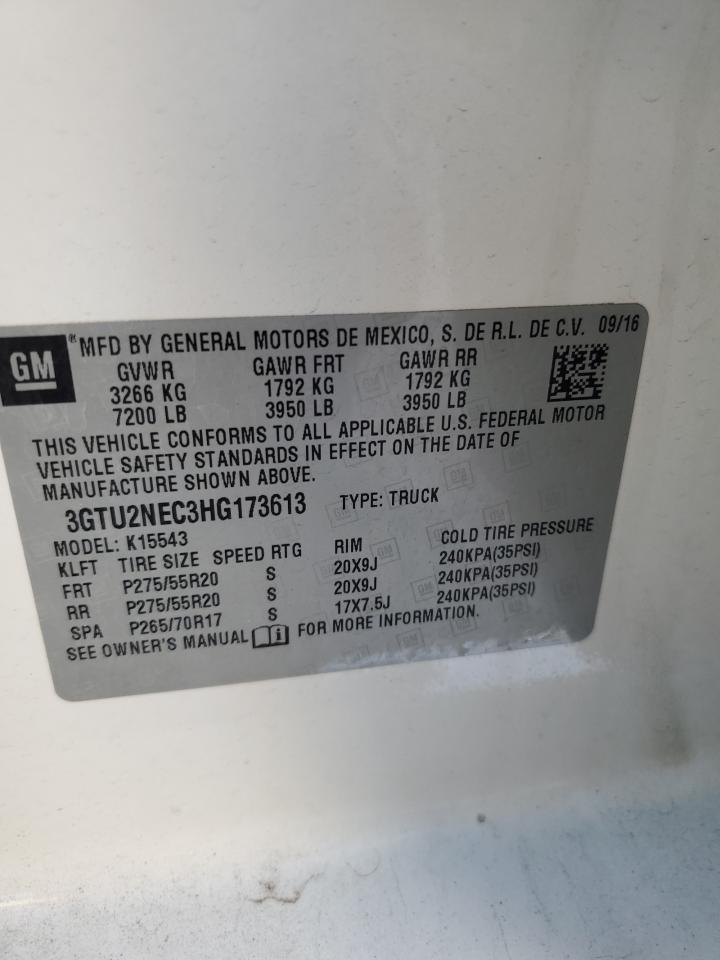 GM ® MFD BY GENERAL MOTORS DE MEXICO, S. DE R.L. DE C.V. 09/16
GVWR GAWR FRT GAWR RR
3266 KG 1792 KG 1792 KG
7200 LB 3950 LB 3950 LB
THIS VEHICLE CONFORMS TO ALL APPLICABLE U.S. FEDERAL MOTOR
VEHICLE SAFETY STANDARDS IN EFFECT ON THE DATE OF
MANUFACTURE SHOWN ABOVE.
3GTU2NEC3HG173613 TYPE: TRUCK
MODEL: K15543
KLFT TIRE SIZE SPEED RTG RIM COLD TIRE PRESSURE
FRT P275/55R20 S 20X9J 240KPA(35PSI)
RR P275/55R20 S 20X9J 240KPA(35PSI)
SPA P265/70R17 S 17X7.5J 240KPA(35PSI)
SEE OWNER'S MANUAL FOR MORE INFORMATION.